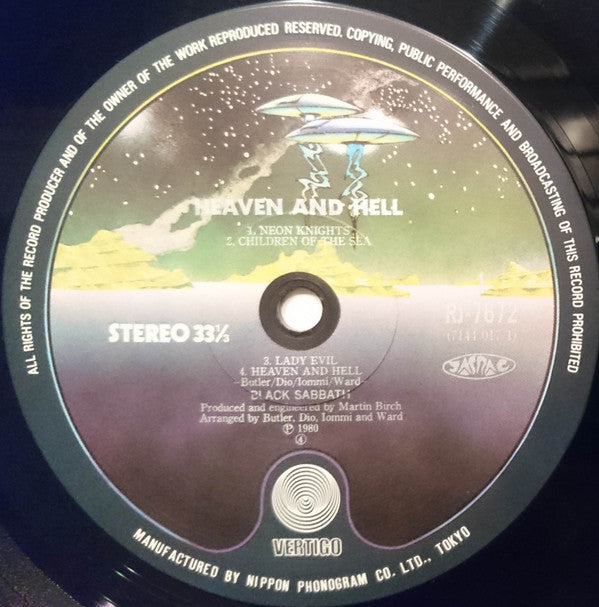 ALL RIGHTS OF THE RECORD PRODUCER AND OF THE OWNER OF THE WORK REPRODUCED RESERVED. COPYING, PUBLIC PERFORMANCE AND BROADCASTING OF THIS RECORD PROHIBITED
HEAVEN AND HELL
1. NEON KNIGHTS
2. CHILDREN OF THE SEA
1
RJ-7672
STEREO 33⅓
3. LADY EVIL
4. HEAVEN AND HELL
Butler/Dio/Iommi/Ward
BLACK SABBATH
Produced and engineered by Martin Birch
Arranged by Butler, Dio, Iommi and Ward
Ⓟ 1980
④
JASRAC
VERTIGO
MANUFACTURED BY NIPPON PHONOGRAM CO. LTD., TOKYO